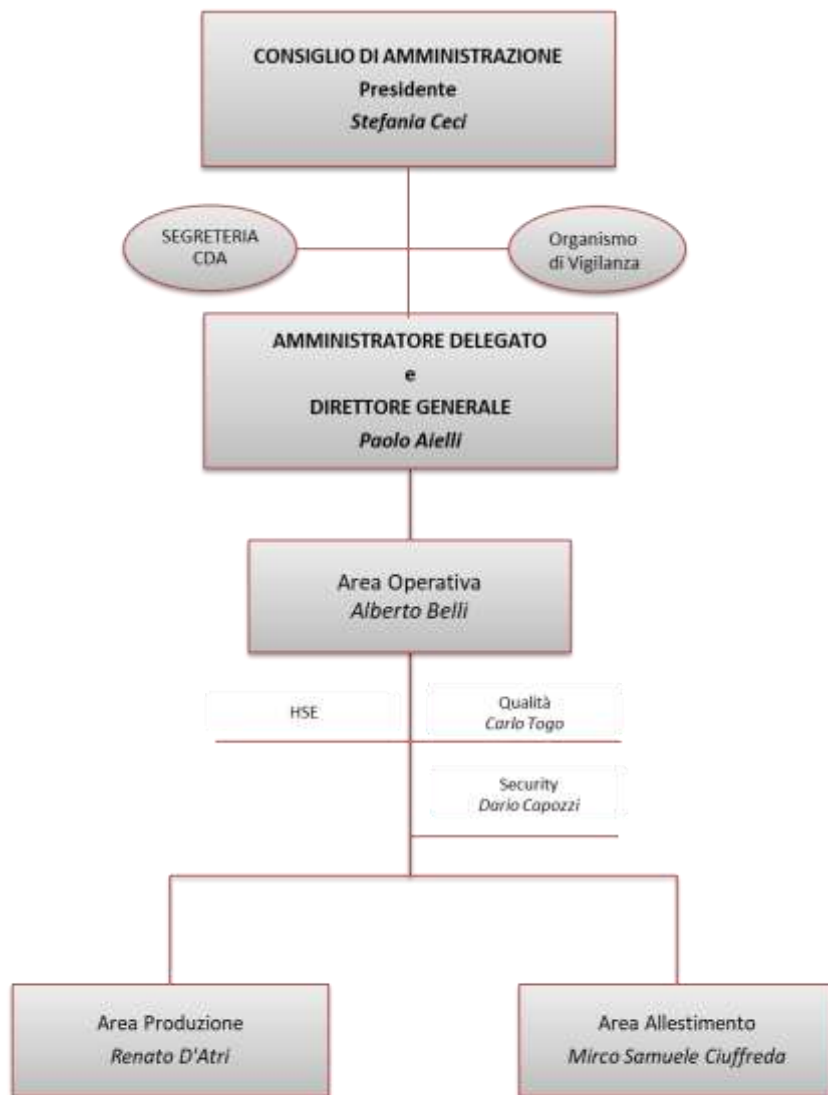 CONSIGLIO DI AMMINISTRAZIONE
Presidente
Stefania Ceci
SEGRETERIA
CDA
Organismo
di Vigilanza
AMMINISTRATORE DELEGATO
e
DIRETTORE GENERALE
Paolo Aielli
Area Operativa
Alberto Belli
HSE
Qualità
Carlo Togo
Security
Dario Capozzi
Area Produzione
Renato D'Atri
Area Allestimento
Mirco Samuele Ciuffreda